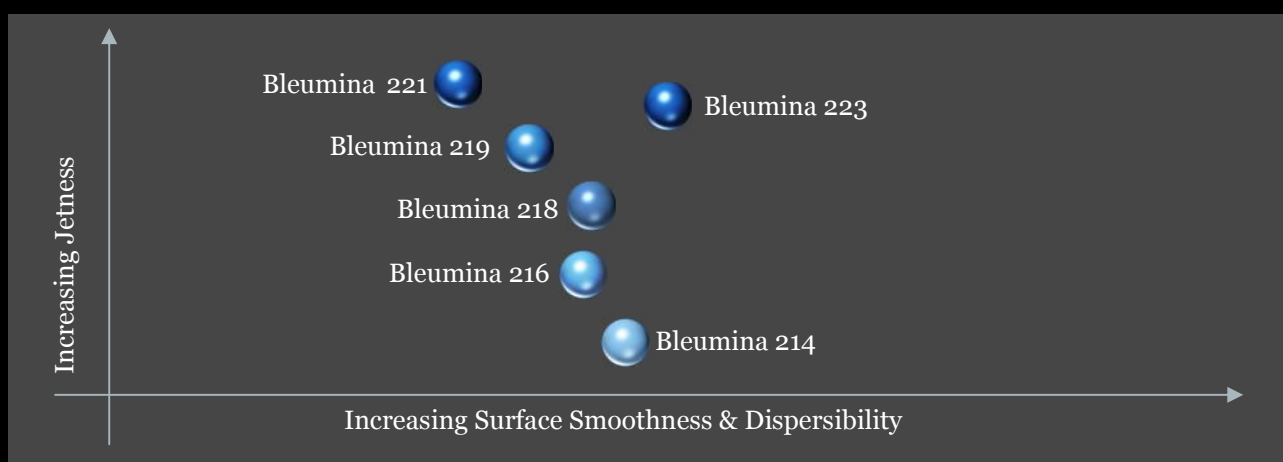 Bleumina 221
Bleumina 223
Bleumina 219
Bleumina 218
Bleumina 216
Bleumina 214
Increasing Jetness
Increasing Surface Smoothness & Dispersibility